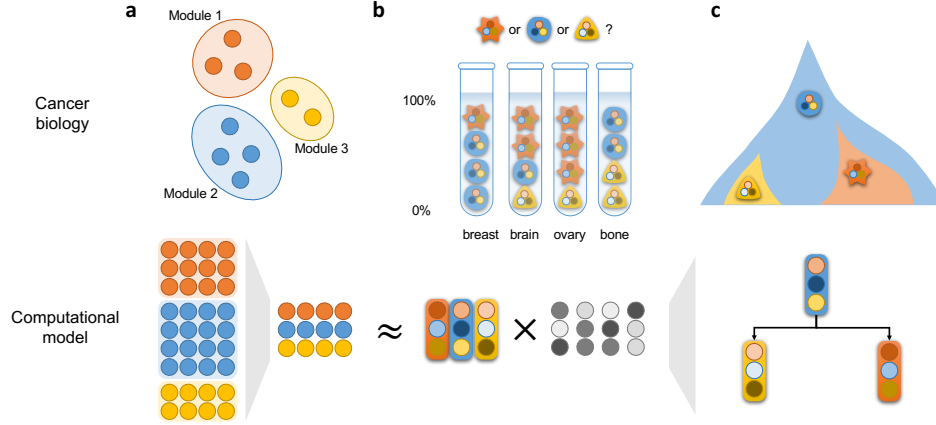 a
b
c
Module 1
or
or
?
Cancer
biology
100%
Module 3
Module 2
0%
breast
brain
ovary
bone
Computational
model
≈
×